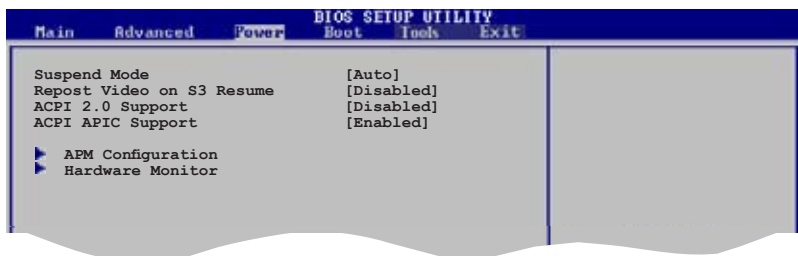 BIOS SETUP UTILITY
Main Advanced Power Boot Tools Exit
Suspend Mode [Auto]
Repost Video on S3 Resume [Disabled]
ACPI 2.0 Support [Disabled]
ACPI APIC Support [Enabled]
APM Configuration
Hardware Monitor